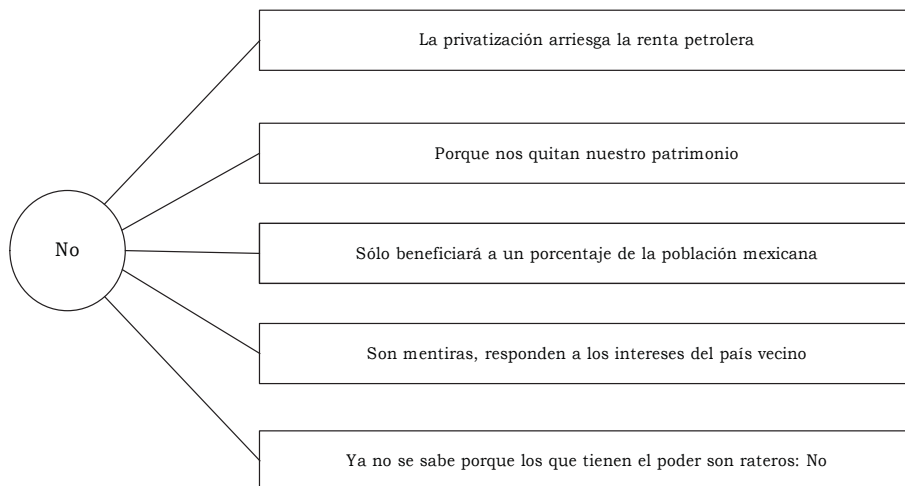 La privatización arriesga la renta petrolera
Porque nos quitan nuestro patrimonio
No
Sólo beneficiará a un porcentaje de la población mexicana
Son mentiras, responden a los intereses del país vecino
Ya no se sabe porque los que tienen el poder son rateros: No